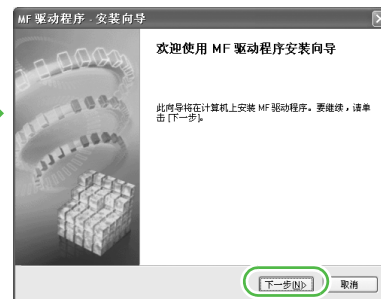 MF 驱动程序 - 安装向导
欢迎使用 MF 驱动程序安装向导
此向导将在计算机上安装 MF 驱动程序。要继续，请单
击 [下一步]。
下一步(N)>
取消